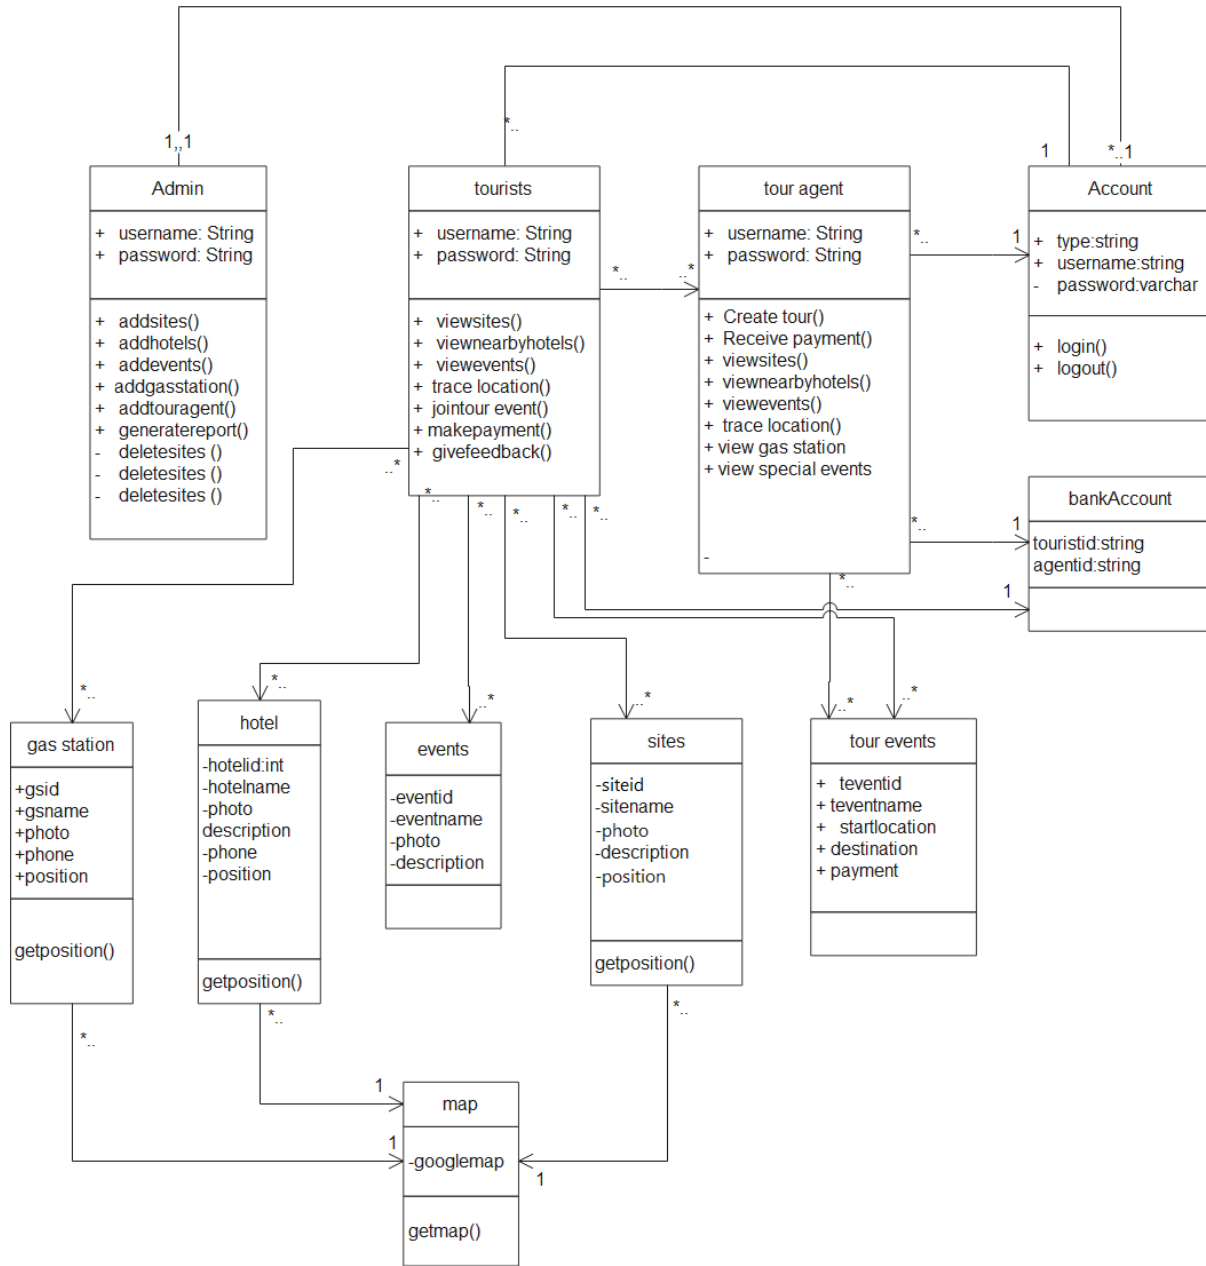 1,,1
*..
1
*..1
Admin
+ username: String
+ password: String
+ addsites()
+ addhotels()
+ addevents()
+ addgasstation()
+ addtouragent()
+ generatereport()
- deletesites ()
- deletesites ()
- deletesites ()
tourists
+ username: String
+ password: String
+ viewsites()
+ viewnearbyhotels()
+ viewevents()
+ trace location()
+ jointour event()
+ makepayment()
+ givefeedback()
*..
..*
tour agent
+ username: String
+ password: String
+ Create tour()
+ Receive payment()
+ viewsites()
+ viewnearbyhotels()
+ viewevents()
+ trace location()
+ view gas station
+ view special events
-
*..
1
Account
+ type:string
+ username:string
- password:varchar
+ login()
+ logout()
*..
1
bankAccount
touristid:string
agentid:string
..*
*..
*..
*..
*..
*..
*..
1
*..
*..
..*
..*
..*
..*
gas station
+gsid
+gsname
+photo
+phone
+position
getposition()
hotel
-hotelid:int
-hotelname
-photo
description
-phone
-position
getposition()
events
-eventid
-eventname
-photo
-description
sites
-siteid
-sitename
-photo
-description
-position
getposition()
tour events
+ teventid
+ teventname
+ startlocation
+ destination
+ payment
*..
*..
*..
1
1
1
map
-googlemap
getmap()